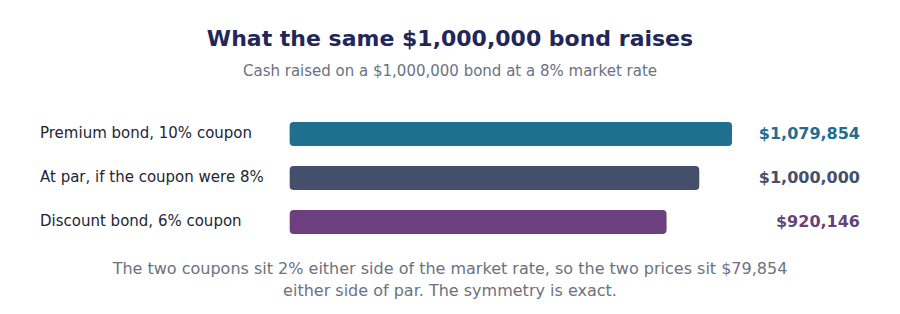 What the same $1,000,000 bond raises
Cash raised on a $1,000,000 bond at a 8% market rate
Premium bond, 10% coupon $1,079,854
At par, if the coupon were 8% $1,000,000
Discount bond, 6% coupon $920,146
The two coupons sit 2% either side of the market rate, so the two prices sit $79,854
either side of par. The symmetry is exact.